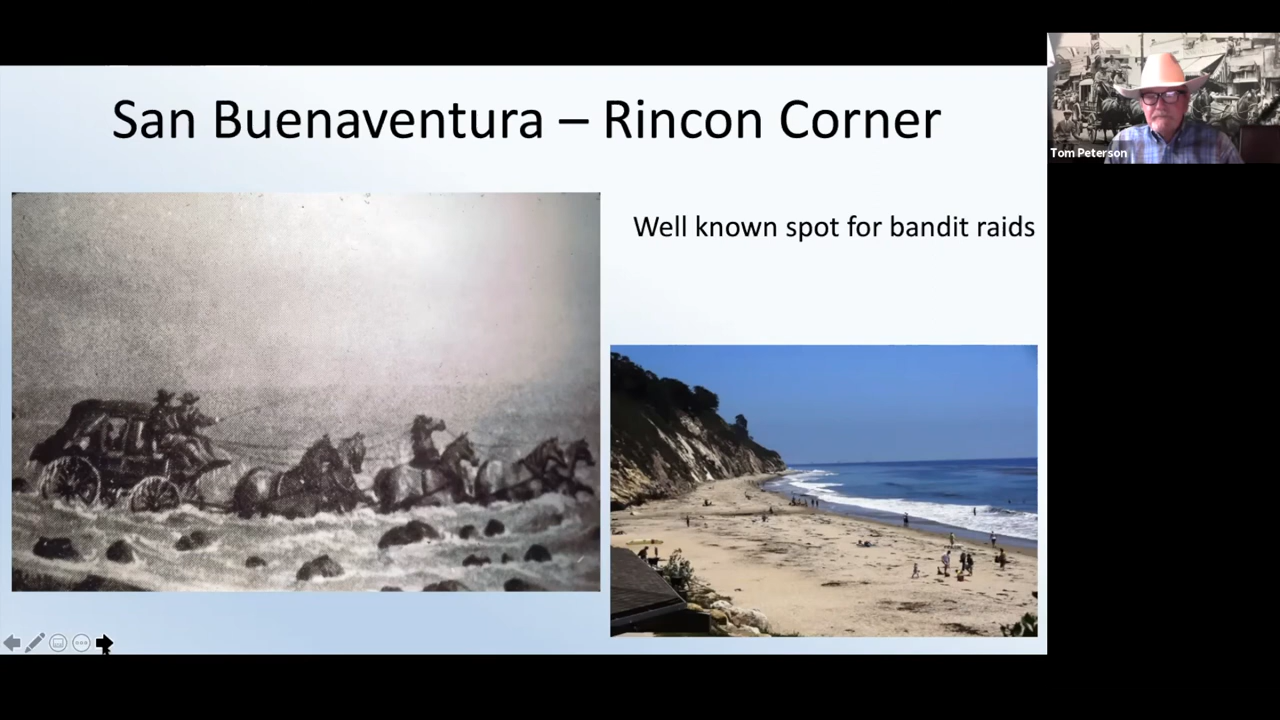 San Buenaventura – Rincon Corner
Well known spot for bandit raids
Tom Peterson